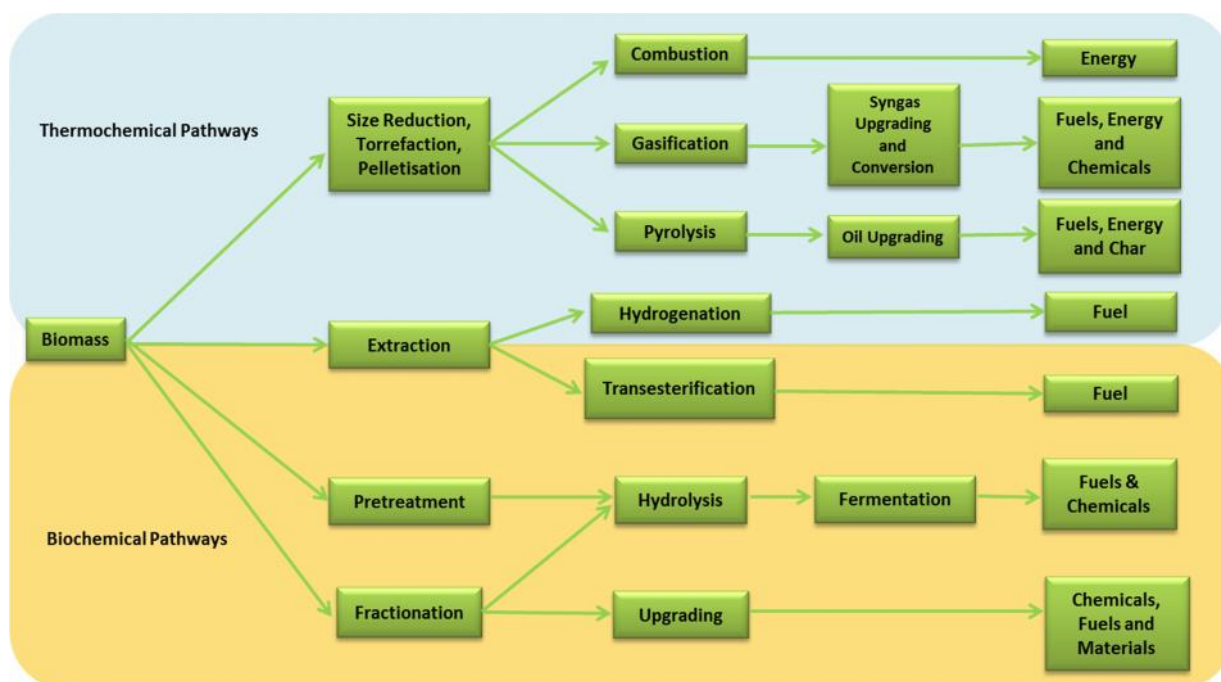 Thermochemical Pathways
Size Reduction,
Torrefaction,
Pelletisation
Combustion
Energy
Gasification
Syngas
Upgrading
and
Conversion
Fuels, Energy
and
Chemicals
Pyrolysis
Oil Upgrading
Fuels, Energy
and Char
Biomass
Extraction
Hydrogenation
Fuel
Transesterification
Fuel
Biochemical Pathways
Pretreatment
Hydrolysis
Fermentation
Fuels &
Chemicals
Fractionation
Upgrading
Chemicals,
Fuels and
Materials